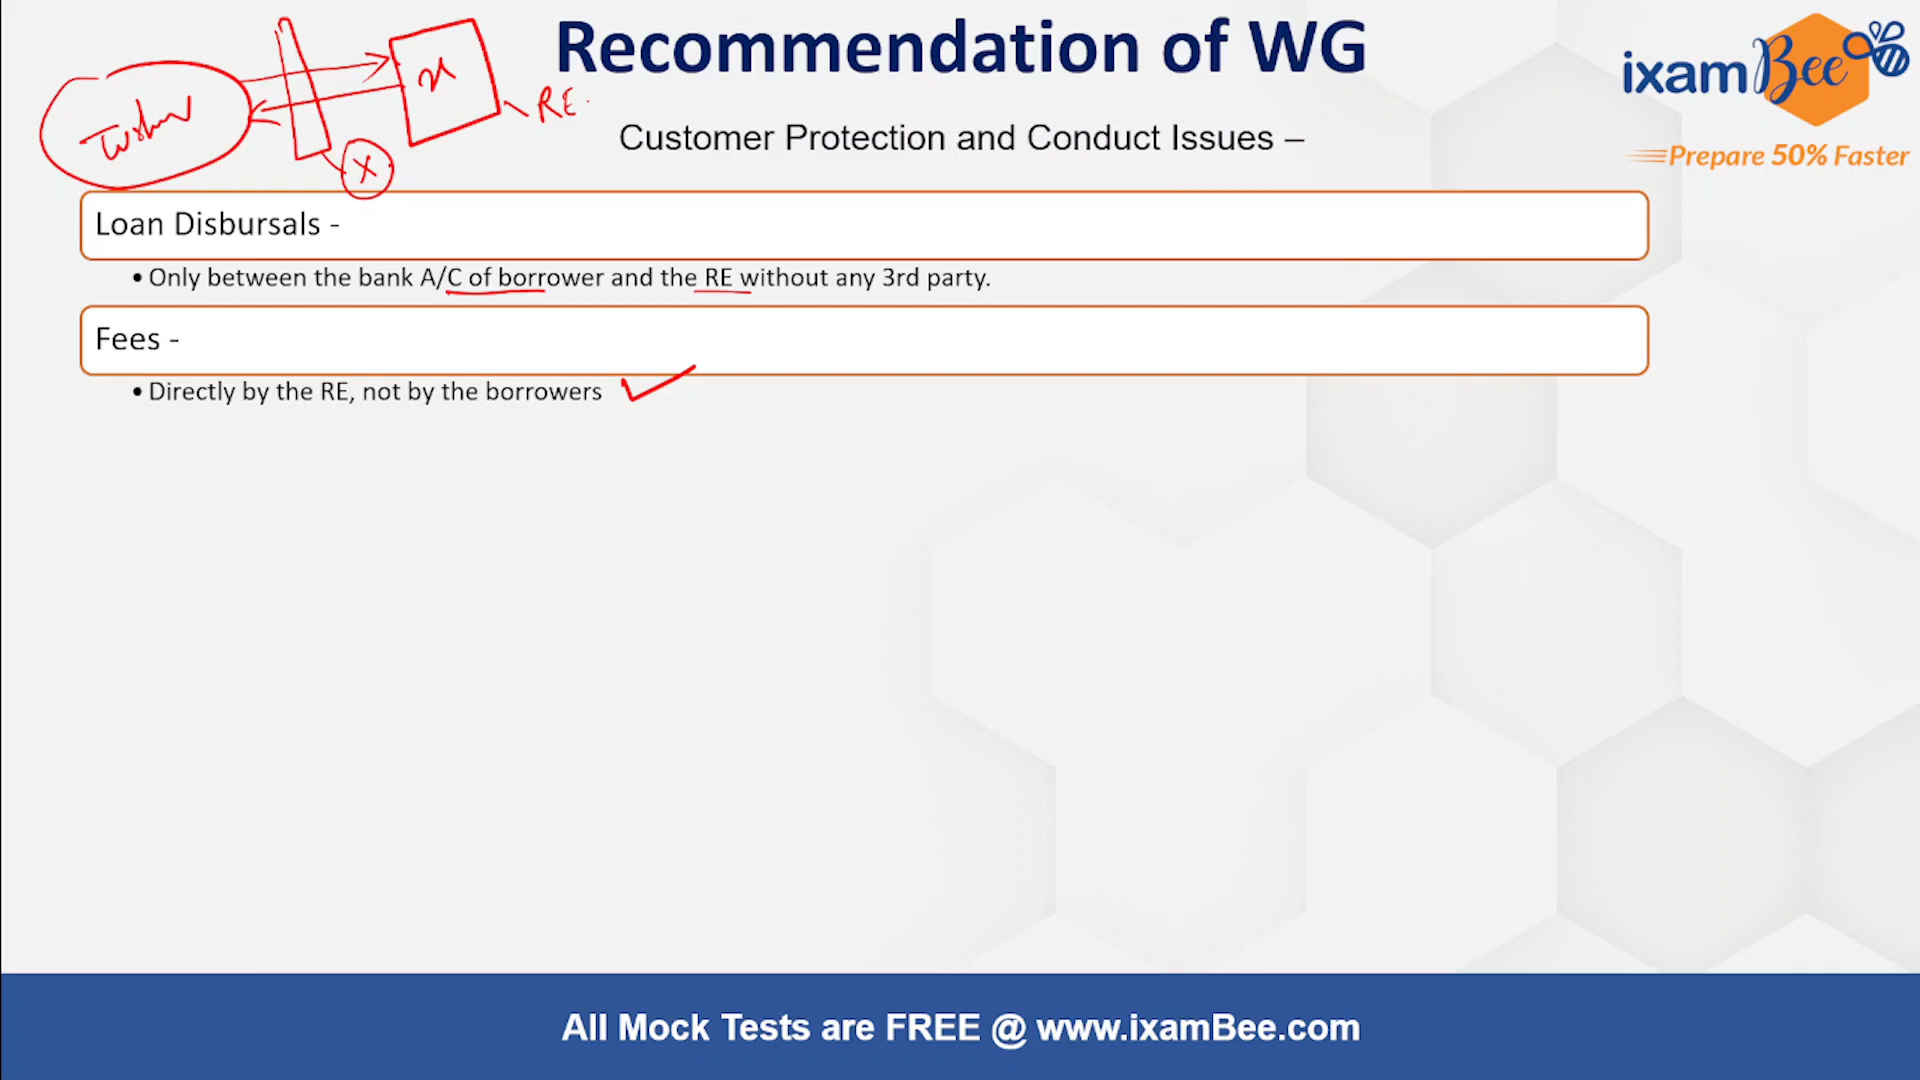 Recommendation of WG
ixamBee
Prepare 50% Faster
Customer Protection and Conduct Issues –
x
RE
X
Loan Disbursals -
• Only between the bank A/C of borrower and the RE without any 3rd party.
Fees -
• Directly by the RE, not by the borrowers
All Mock Tests are FREE @ www.ixamBee.com